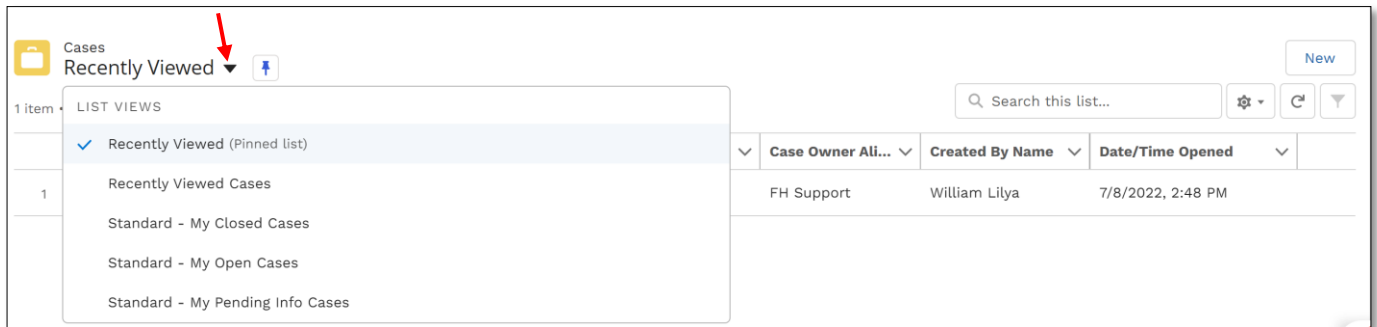 Cases
Recently Viewed
New
1 item •
Search this list...
LIST VIEWS
Recently Viewed (Pinned list)
Case Owner Ali... Created By Name Date/Time Opened
Recently Viewed Cases
1 FH Support William Lilya 7/8/2022, 2:48 PM
Standard - My Closed Cases
Standard - My Open Cases
Standard - My Pending Info Cases